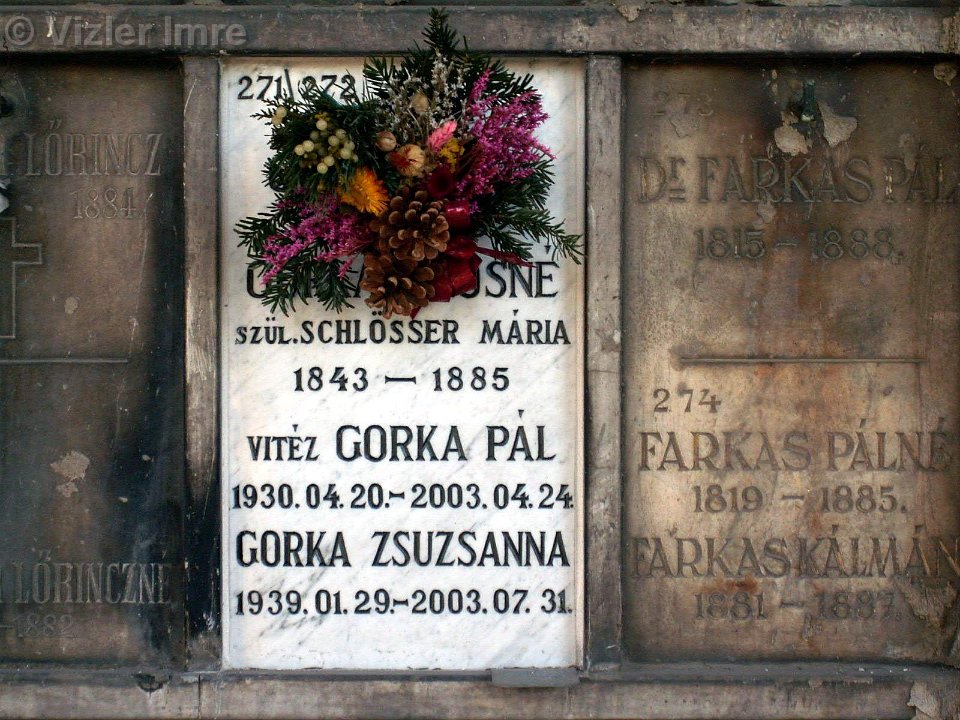 © Vizler Imre
LŐRINCZ
1884
LŐRINCZNÉ
1882
271/272
SZÜL. SCHLÖSSER MÁRIA
1843 — 1885
VITÉZ GORKA PÁL
1930.04.20.-2003.04.24.
GORKA ZSUZSANNA
1939.01.29.-2003.07.31.
DR FARKAS PÁL
1815 - 1888.
274
FARKAS PÁLNÉ
1819 - 1885.
FARKAS KÁLMÁN
1881 - 1887.